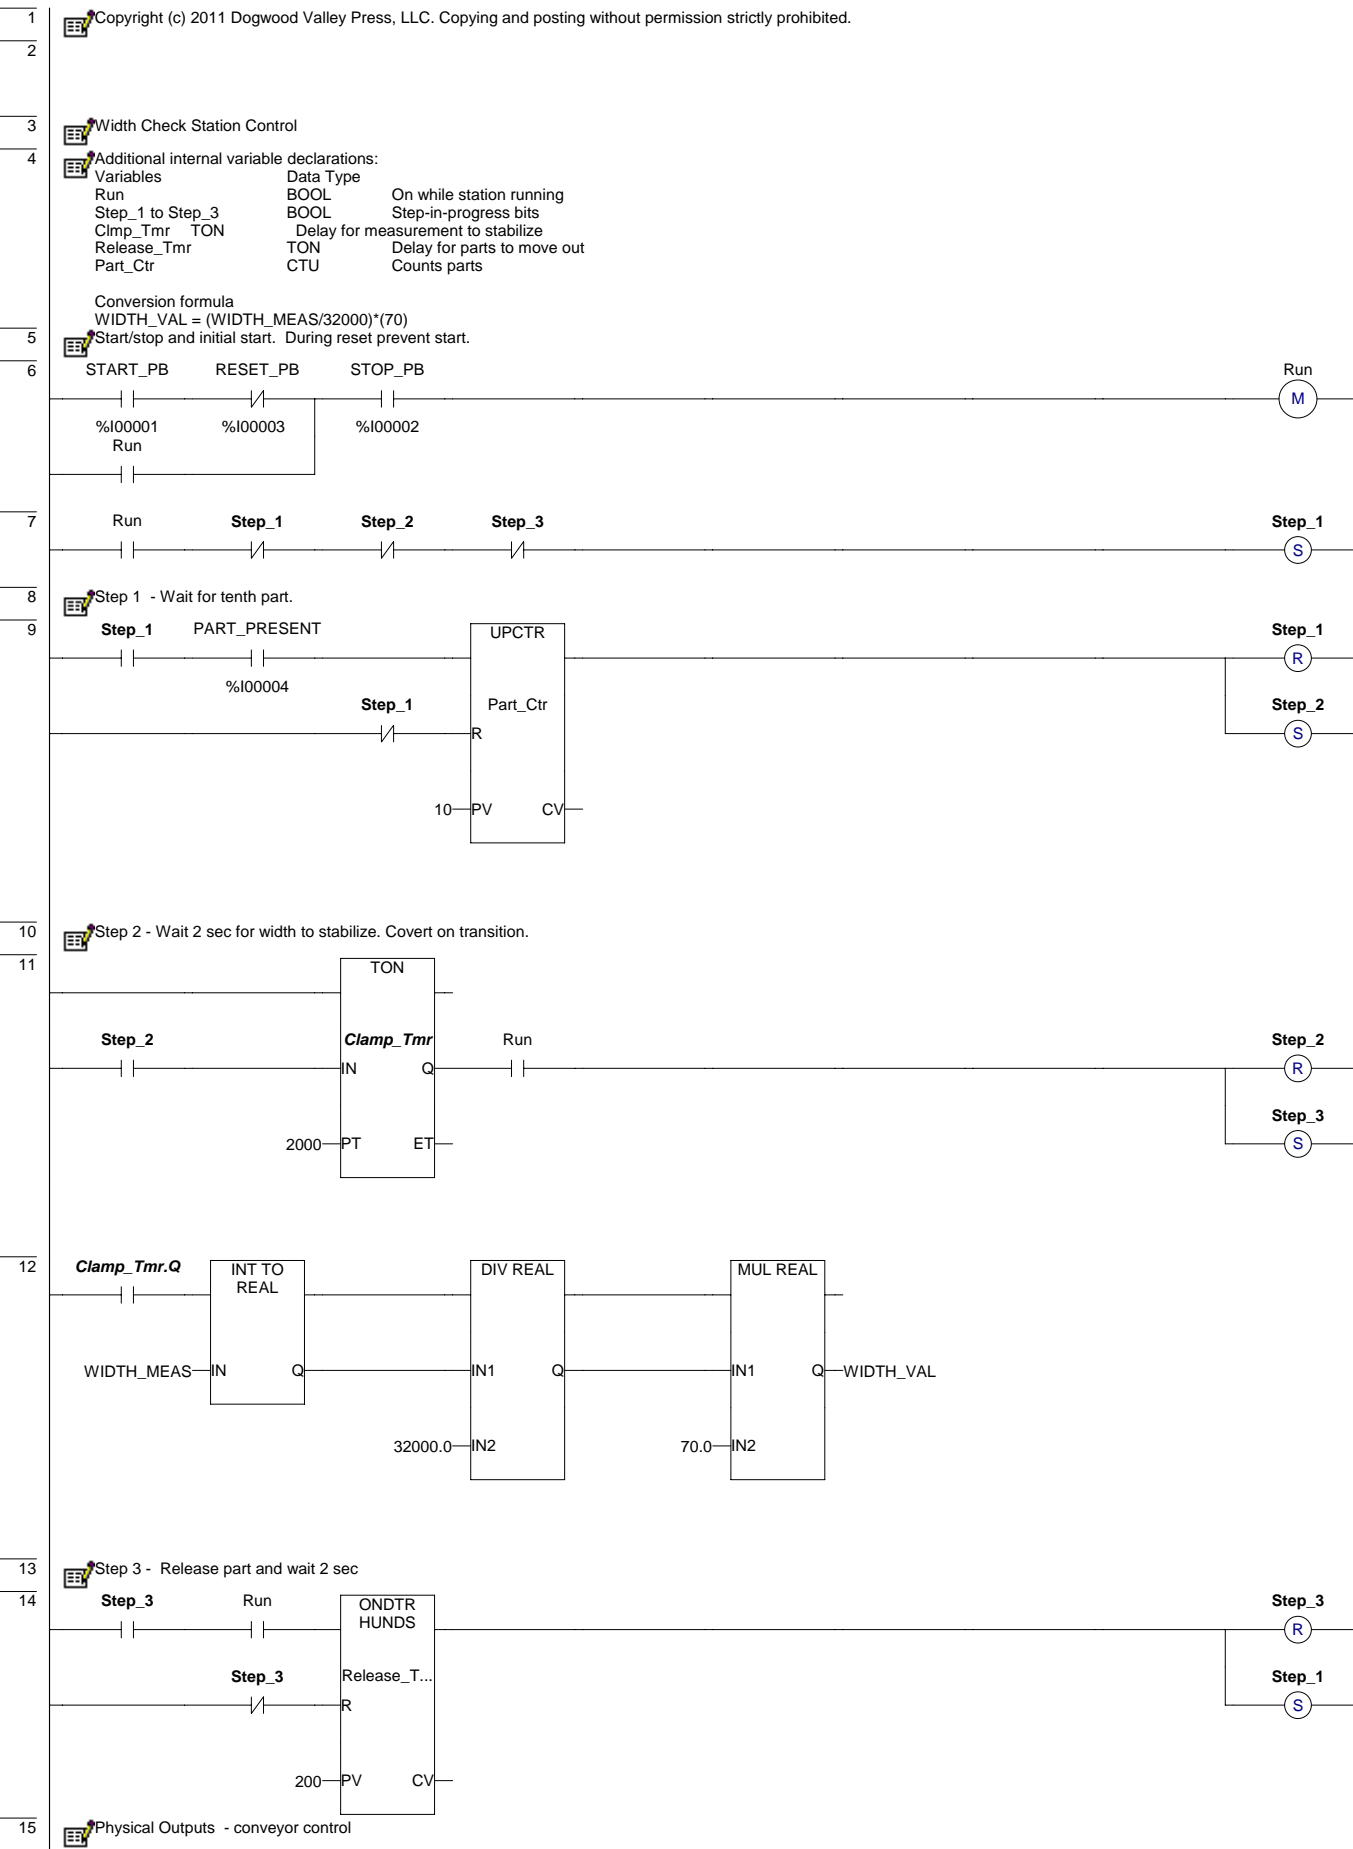 1 Copyright (c) 2011 Dogwood Valley Press, LLC. Copying and posting without permission strictly prohibited.
2
3 Width Check Station Control
4 Additional internal variable declarations:
Variables Data Type
Run BOOL On while station running
Step_1 to Step_3 BOOL Step-in-progress bits
Clmp_Tmr TON Delay for measurement to stabilize
Release_Tmr TON Delay for parts to move out
Part_Ctr CTU Counts parts
Conversion formula
WIDTH_VAL = (WIDTH_MEAS/32000)*(70)
5 Start/stop and initial start. During reset prevent start.
6 START_PB RESET_PB STOP_PB Run
M
%I00001 %I00003 %I00002
Run
7 Run Step_1 Step_2 Step_3 Step_1
S
8 Step 1 - Wait for tenth part.
9 Step_1 PART_PRESENT UPCTR Step_1
R
%I00004
Step_1 Part_Ctr Step_2
R S
10 PV CV
10 Step 2 - Wait 2 sec for width to stabilize. Covert on transition.
11 TON
Step_2 Clamp_Tmr Run Step_2
IN Q R
Step_3
2000 PT ET S
12 Clamp_Tmr.Q INT TO DIV REAL MUL REAL
REAL
WIDTH_MEAS IN Q IN1 Q IN1 Q WIDTH_VAL
32000.0 IN2 70.0 IN2
13 Step 3 - Release part and wait 2 sec
14 Step_3 Run ONDTR Step_3
HUNDS
R
Step_3 Release_T... Step_1
R S
200 PV CV
15 Physical Outputs - conveyor control